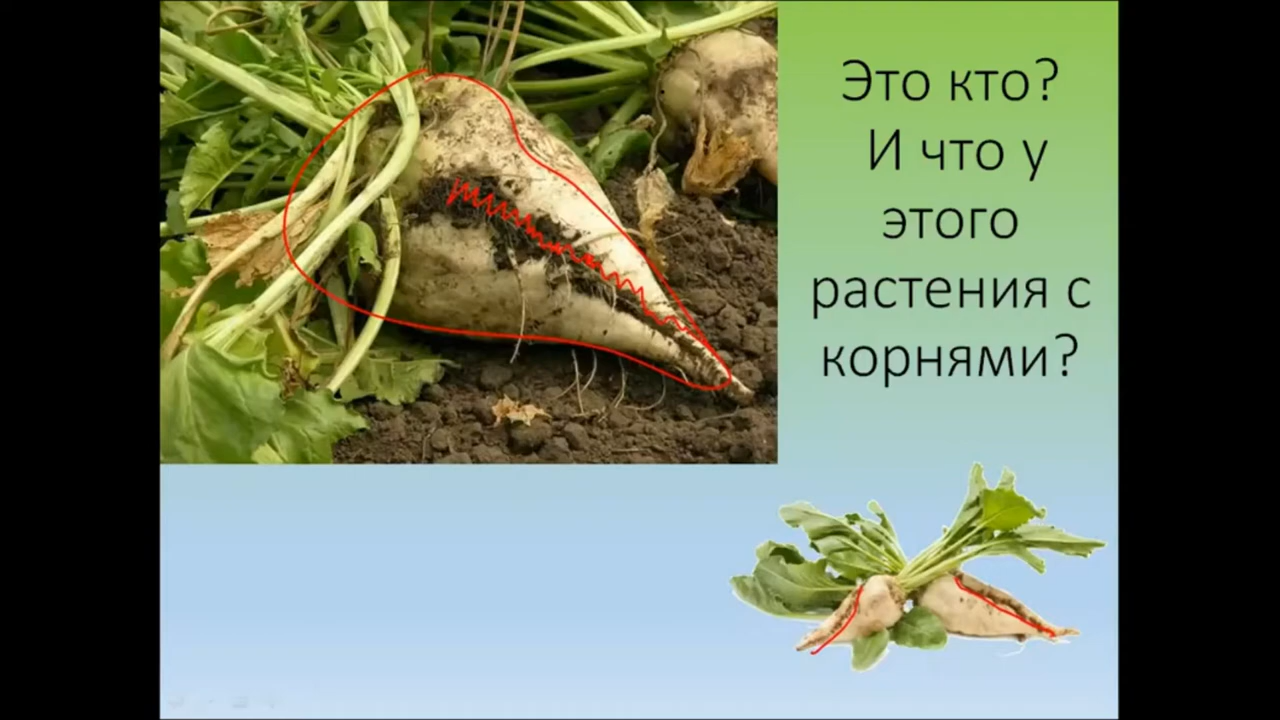 Это кто?
И что у
этого
растения с
корнями?